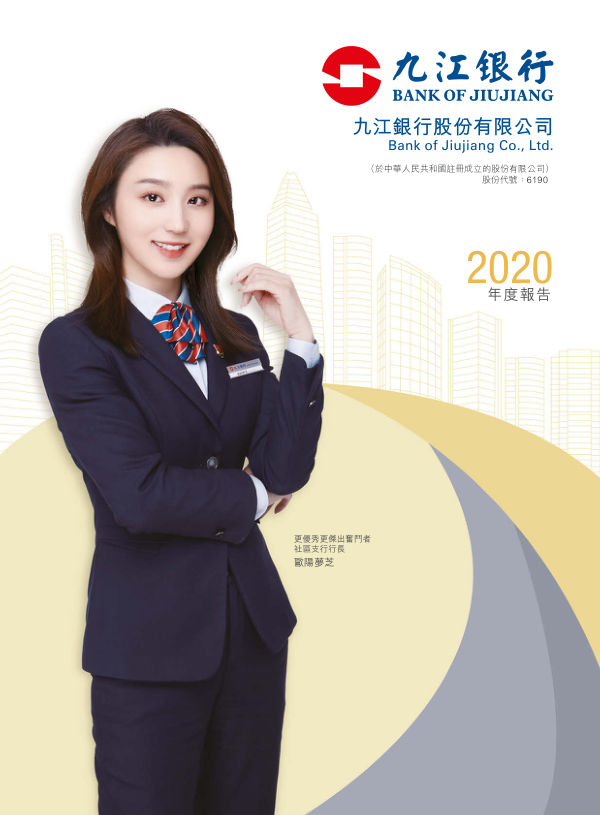 九江银行
BANK OF JIUJIANG
九江銀行股份有限公司
Bank of Jiujiang Co., Ltd.
（於中華人民共和國註冊成立的股份有限公司）
股份代號：6190
2020
年度報告
更優秀更傑出奮鬥者
社區支行行長
歐陽夢芝